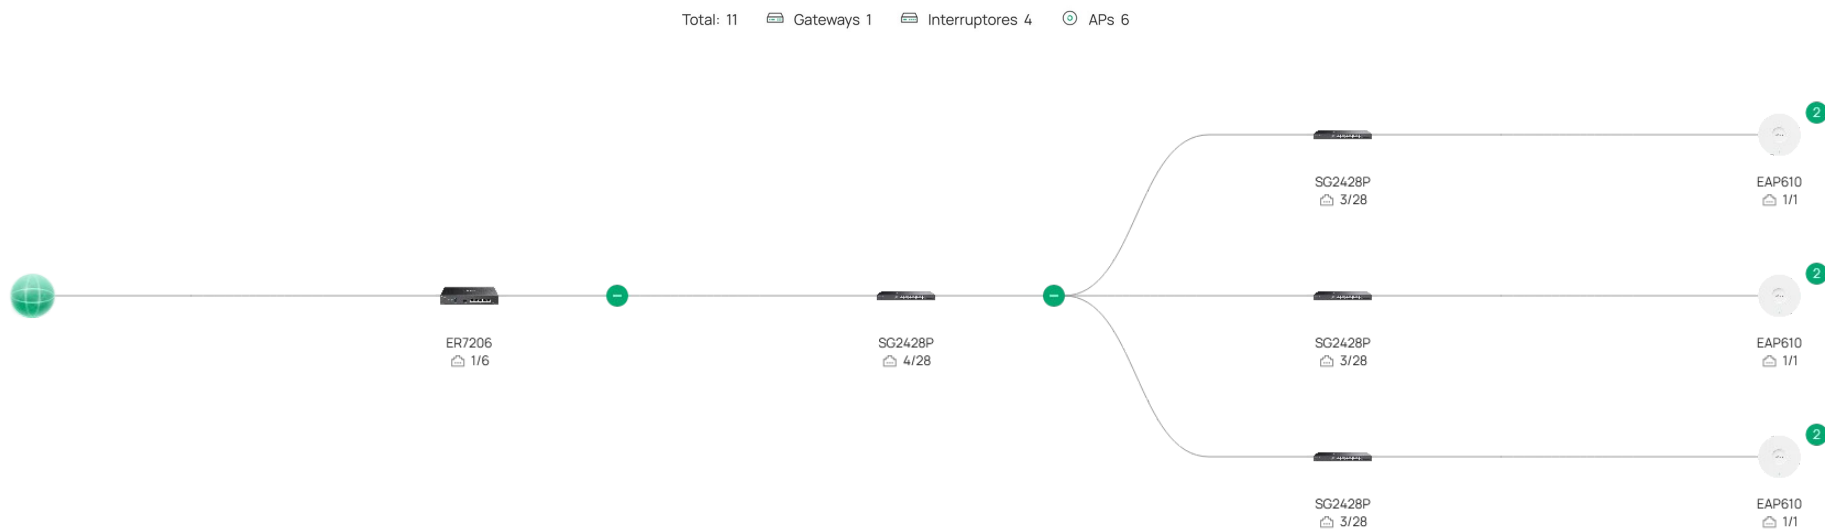 Total: 11 Gateways 1 Interruptores 4 APs 6
2
SG2428P
3/28
EAP610
1/1
2
ER7206
1/6
SG2428P
4/28
SG2428P
3/28
EAP610
1/1
2
SG2428P
3/28
EAP610
1/1